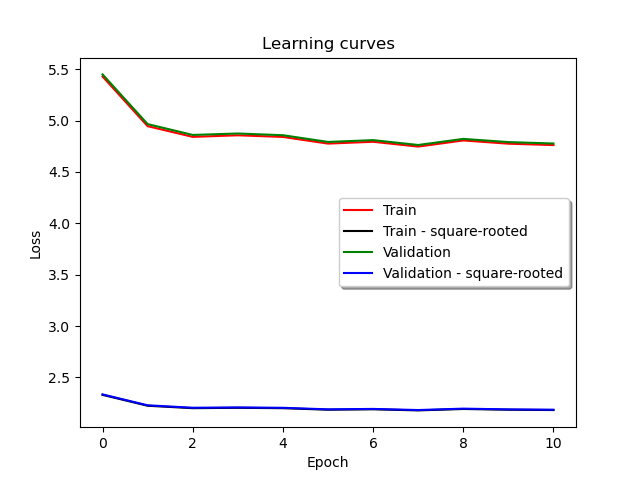 Learning curves
Loss
5.5
5.0
4.5
4.0
3.5
3.0
2.5
Train
Train - square-rooted
Validation
Validation - square-rooted
0 2 4 6 8 10
Epoch